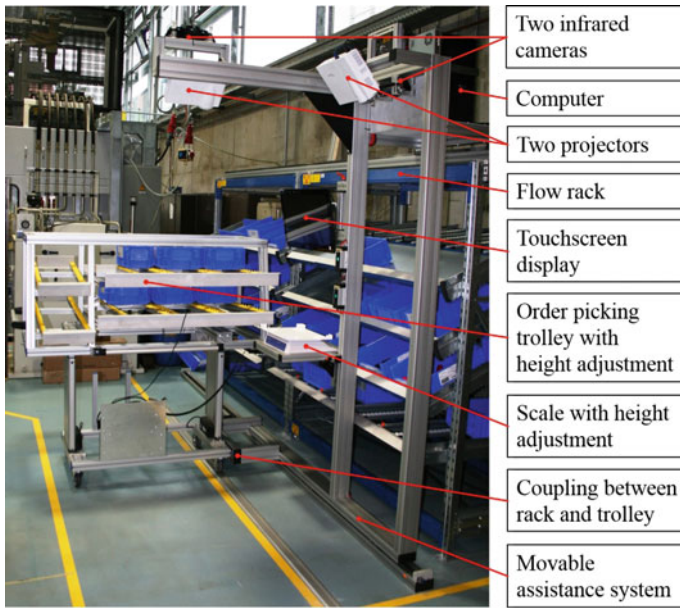 Two infrared
cameras
Computer
Two projectors
Flow rack
Touchscreen
display
Order picking
trolley with
height adjustment
Scale with height
adjustment
Coupling between
rack and trolley
Movable
assistance system